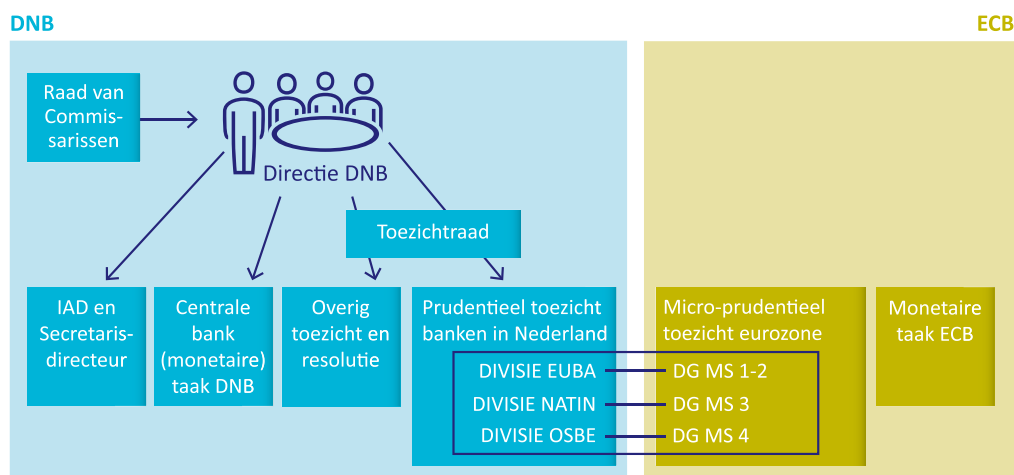 DNB
ECB
Raad van
Commis-
sarissen
Directie DNB
Toezichtraad
IAD en
Secretaris-
directeur
Centrale
bank
(monetaire)
taak DNB
Overig
toezicht en
resolutie
Prudentieel toezicht
banken in Nederland
DIVISIE EUBA
DIVISIE NATIN
DIVISIE OSBE
Micro-prudentieel
toezicht eurozone
DG MS 1-2
DG MS 3
DG MS 4
Monetaire
taak ECB